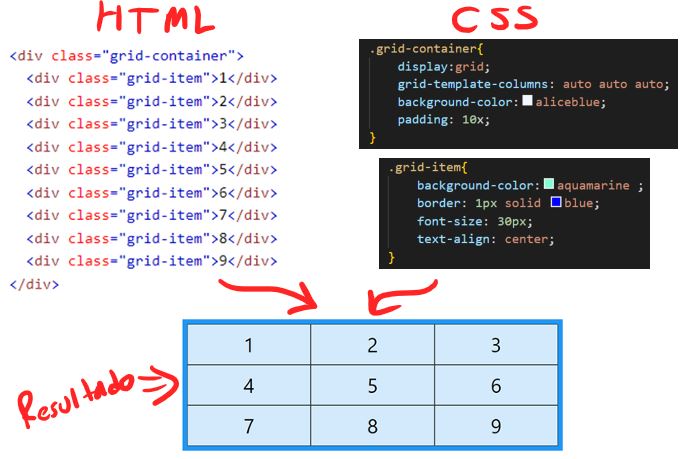 HTML
CSS
<div class="grid-container">
<div class="grid-item">1</div>
<div class="grid-item">2</div>
<div class="grid-item">3</div>
<div class="grid-item">4</div>
<div class="grid-item">5</div>
<div class="grid-item">6</div>
<div class="grid-item">7</div>
<div class="grid-item">8</div>
<div class="grid-item">9</div>
</div>
.grid-container{
display:grid;
grid-template-columns: auto auto auto;
background-color: aliceblue;
padding: 10x;
}
.grid-item{
background-color: aquamarine ;
border: 1px solid blue;
font-size: 30px;
text-align: center;
}
Resultado
1 2 3
4 5 6
7 8 9